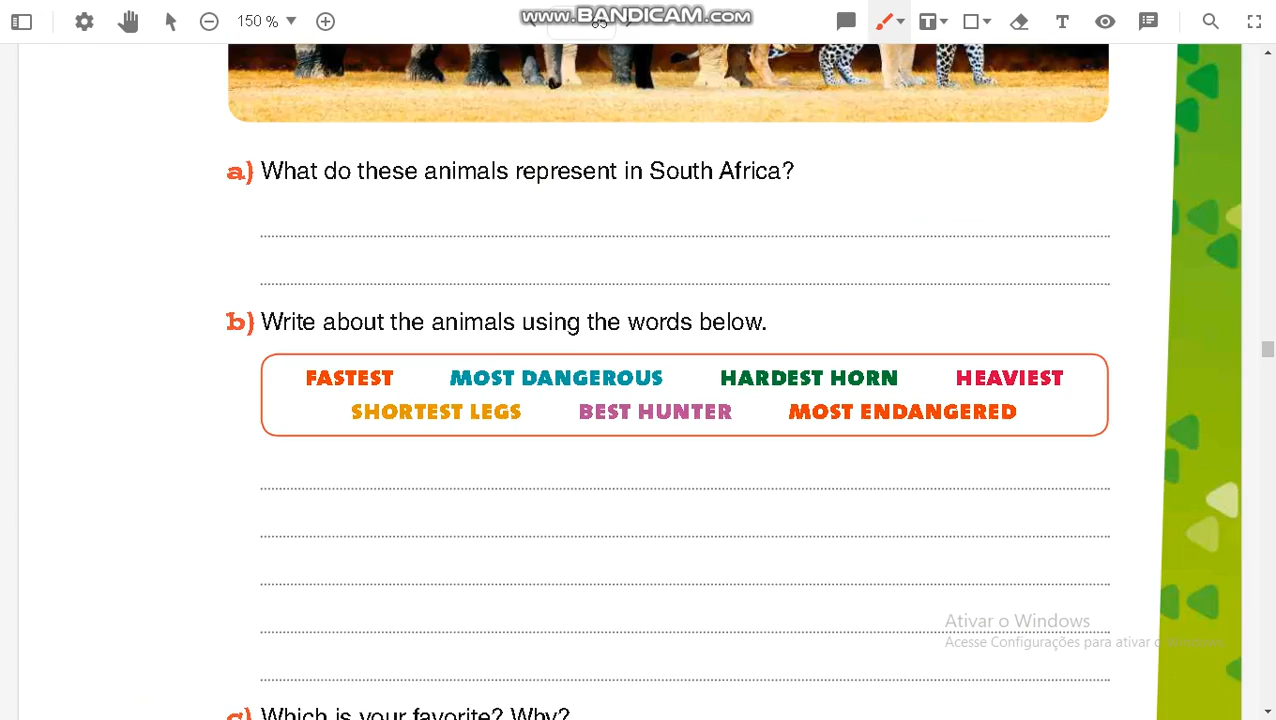 150 %
www.BANDICAM.com
a) What do these animals represent in South Africa?
b) Write about the animals using the words below.
FASTEST MOST DANGEROUS HARDEST HORN HEAVIEST
SHORTEST LEGS BEST HUNTER MOST ENDANGERED
Ativar o Windows
Acesse Configurações para ativar o Windows.
c) Which is your favorite? Why?